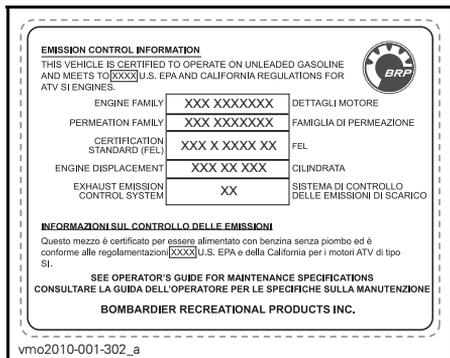 EMISSION CONTROL INFORMATION
THIS VEHICLE IS CERTIFIED TO OPERATE ON UNLEADED GASOLINE
AND MEETS TO XXXX U.S. EPA AND CALIFORNIA REGULATIONS FOR
ATV SI ENGINES.
BRP
ENGINE FAMILY XXX XXXXXXX DETTAGLI MOTORE
PERMEATION FAMILY XXX XXXXXXX FAMIGLIA DI PERMEAZIONE
CERTIFICATION
STANDARD (FEL) XXX X XXXX XX FEL
ENGINE DISPLACEMENT XXX XX XXX CILINDRATA
EXHAUST EMISSION
CONTROL SYSTEM XX SISTEMA DI CONTROLLO
DELLE EMISSIONI DI SCARICO
INFORMAZIONI SUL CONTROLLO DELLE EMISSIONI
Questo mezzo è certificato per essere alimentato con benzina senza piombo ed è
conforme alle regolamentazioni XXXX U.S. EPA e della California per i motori ATV di tipo
SI.
SEE OPERATOR'S GUIDE FOR MAINTENANCE SPECIFICATIONS
CONSULTARE LA GUIDA DELL'OPERATORE PER LE SPECIFICHE SULLA MANUTENZIONE
BOMBARDIER RECREATIONAL PRODUCTS INC.
vmo2010-001-302_a